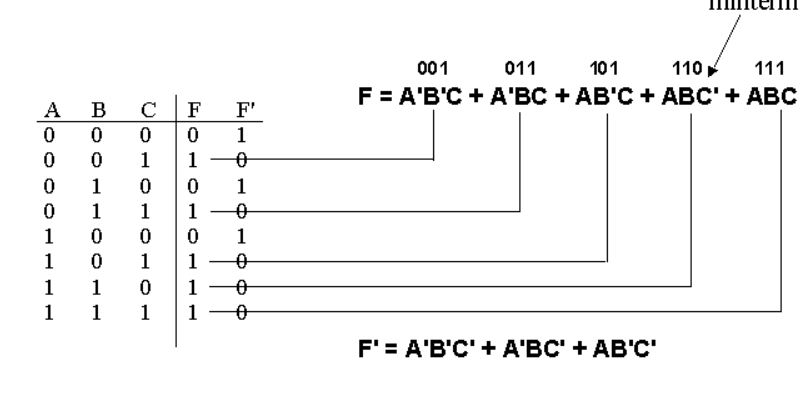 minterm
001 011 101 110 111
F = A'B'C + A'BC + AB'C + ABC' + ABC
A B C F F'
0 0 0 0 1
0 0 1 1 0
0 1 0 0 1
0 1 1 1 0
1 0 0 0 1
1 0 1 1 0
1 1 0 1 0
1 1 1 1 0
F' = A'B'C' + A'BC' + AB'C'